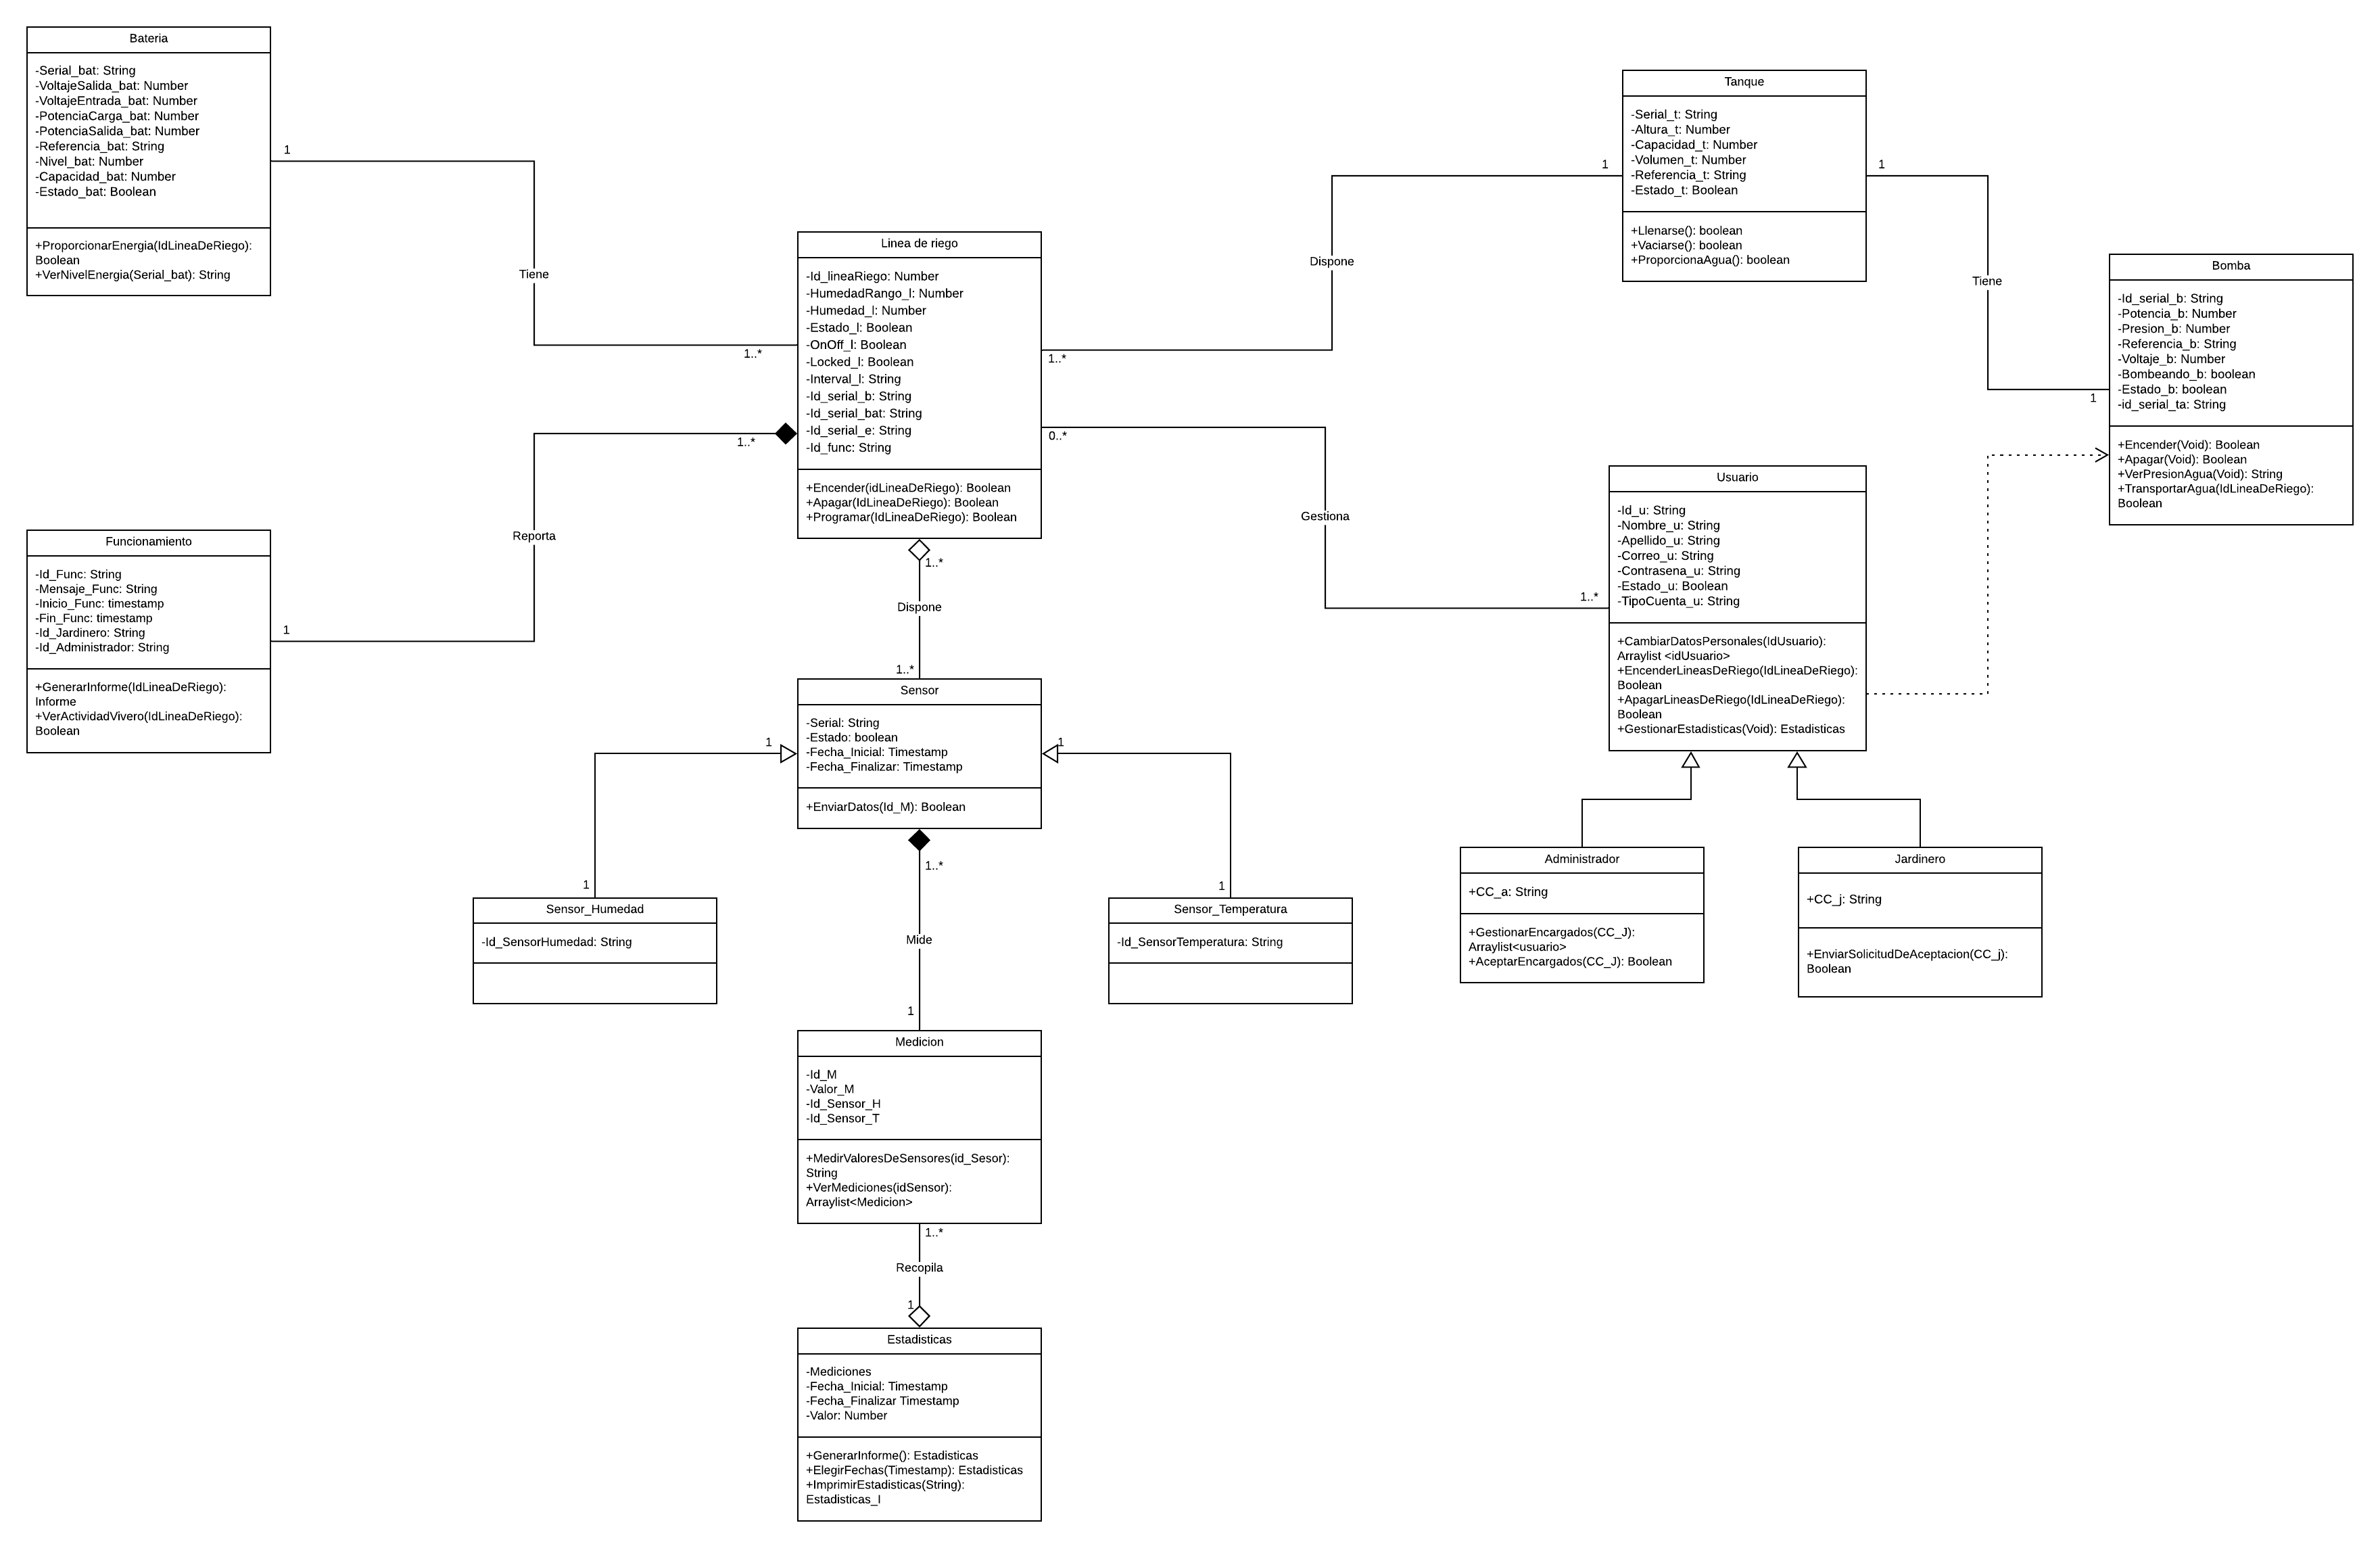 Bateria
-Serial_bat: String
-VoltajeSalida_bat: Number
-VoltajeEntrada_bat: Number
-PotenciaCarga_bat: Number
-PotenciaSalida_bat: Number
-Referencia_bat: String
-Nivel_bat: Number
-Capacidad_bat: Number
-Estado_bat: Boolean
+ProporcionarEnergia(IdLineaDeRiego):
Boolean
+VerNivelEnergia(Serial_bat): String
1
Tiene
1..*
Linea de riego
-Id_lineaRiego: Number
-HumedadRango_l: Number
-Humedad_l: Number
-Estado_l: Boolean
-OnOff_l: Boolean
-Locked_l: Boolean
-Interval_l: String
-Id_serial_b: String
-Id_serial_bat: String
-Id_serial_e: String
-Id_func: String
+Encender(idLineaDeRiego): Boolean
+Apagar(IdLineaDeRiego): Boolean
+Programar(IdLineaDeRiego): Boolean
1..*
Dispone
1
Tanque
-Serial_t: String
-Altura_t: Number
-Capacidad_t: Number
-Volumen_t: Number
-Referencia_t: String
-Estado_t: Boolean
+Llenarse(): boolean
+Vaciarse(): boolean
+ProporcionaAgua(): boolean
1
Tiene
1
Bomba
-Id_serial_b: String
-Potencia_b: Number
-Presion_b: Number
-Referencia_b: String
-Voltaje_b: Number
-Bombeando_b: boolean
-Estado_b: boolean
-id_serial_ta: String
+Encender(Void): Boolean
+Apagar(Void): Boolean
+VerPresionAgua(Void): String
+TransportarAgua(IdLineaDeRiego):
Boolean
1..*
Reporta
1
Funcionamiento
-Id_Func: String
-Mensaje_Func: String
-Inicio_Func: timestamp
-Fin_Func: timestamp
-Id_Jardinero: String
-Id_Administrador: String
+GenerarInforme(IdLineaDeRiego):
Informe
+VerActividadVivero(IdLineaDeRiego):
Boolean
0..*
Gestiona
1..*
Usuario
-Id_u: String
-Nombre_u: String
-Apellido_u: String
-Correo_u: String
-Contrasena_u: String
-Estado_u: Boolean
-TipoCuenta_u: String
+CambiarDatosPersonales(IdUsuario):
Arraylist <idUsuario>
+EncenderLineasDeRiego(IdLineaDeRiego):
Boolean
+ApagarLineasDeRiego(IdLineaDeRiego):
Boolean
+GestionarEstadisticas(Void): Estadisticas
1..*
Dispone
1..*
Sensor
-Serial: String
-Estado: boolean
-Fecha_Inicial: Timestamp
-Fecha_Finalizar: Timestamp
+EnviarDatos(Id_M): Boolean
1
1
1
1
Sensor_Humedad
-Id_SensorHumedad: String
Sensor_Temperatura
-Id_SensorTemperatura: String
Administrador
+CC_a: String
+GestionarEncargados(CC_J):
Arraylist<usuario>
+AceptarEncargados(CC_J): Boolean
Jardinero
+CC_j: String
+EnviarSolicitudDeAceptacion(CC_j):
Boolean
1..*
Mide
1
Medicion
-Id_M
-Valor_M
-Id_Sensor_H
-Id_Sensor_T
+MedirValoresDeSensores(id_Sesor):
String
+VerMediciones(idSensor):
Arraylist<Medicion>
1..*
Recopila
1
Estadisticas
-Mediciones
-Fecha_Inicial: Timestamp
-Fecha_Finalizar Timestamp
-Valor: Number
+GenerarInforme(): Estadisticas
+ElegirFechas(Timestamp): Estadisticas
+ImprimirEstadisticas(String):
Estadisticas_I